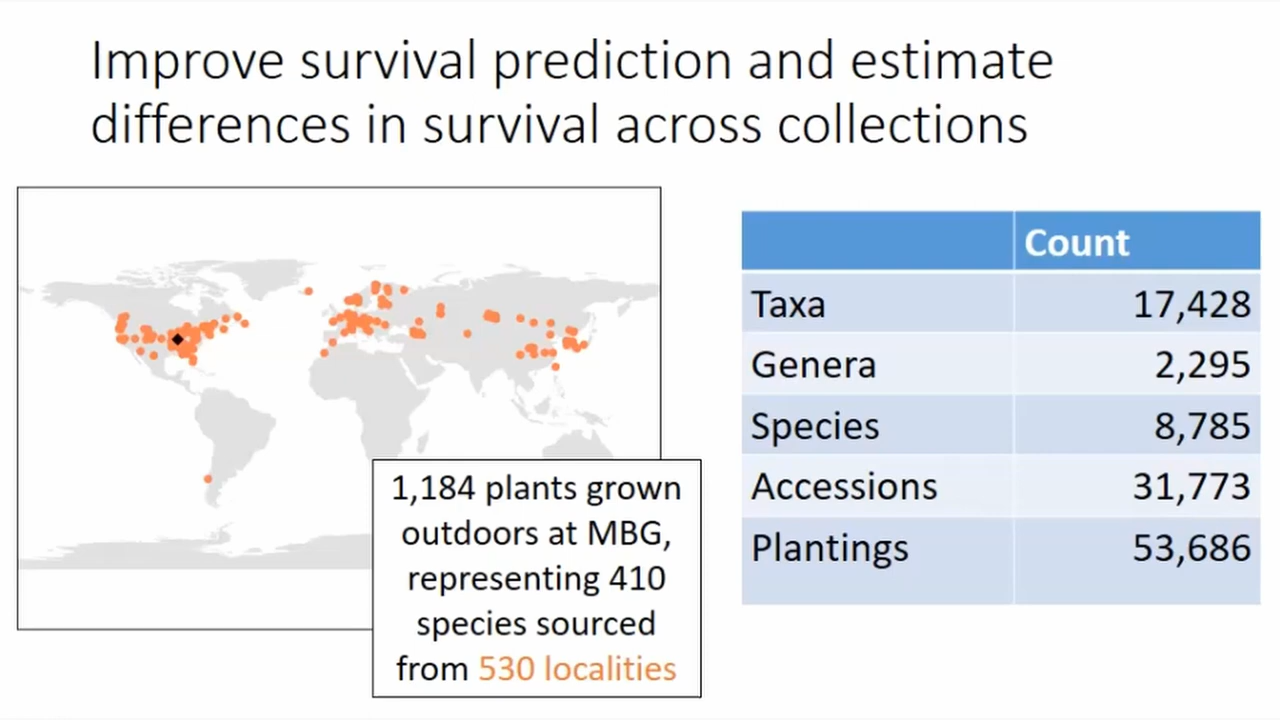 Improve survival prediction and estimate
differences in survival across collections
1,184 plants grown
outdoors at MBG,
representing 410
species sourced
from 530 localities
Count
Taxa 17,428
Genera 2,295
Species 8,785
Accessions 31,773
Plantings 53,686